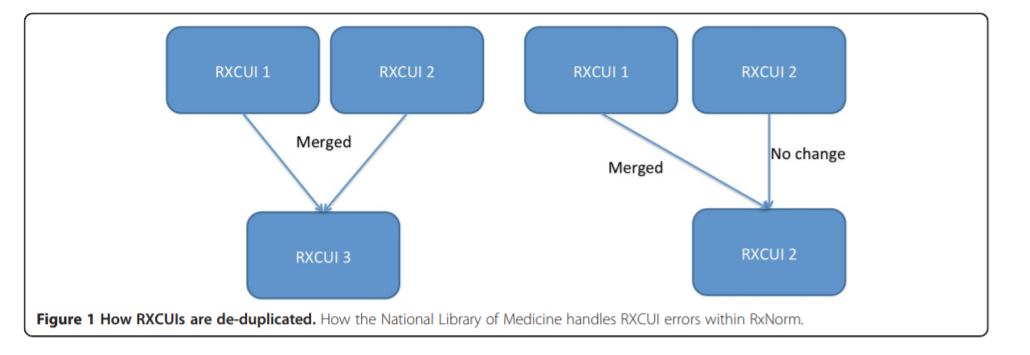 RXCUI 1
RXCUI 2
Merged
RXCUI 3
RXCUI 1
RXCUI 2
Merged
No change
RXCUI 2
Figure 1 How RXCUIs are de-duplicated. How the National Library of Medicine handles RXCUI errors within RxNorm.